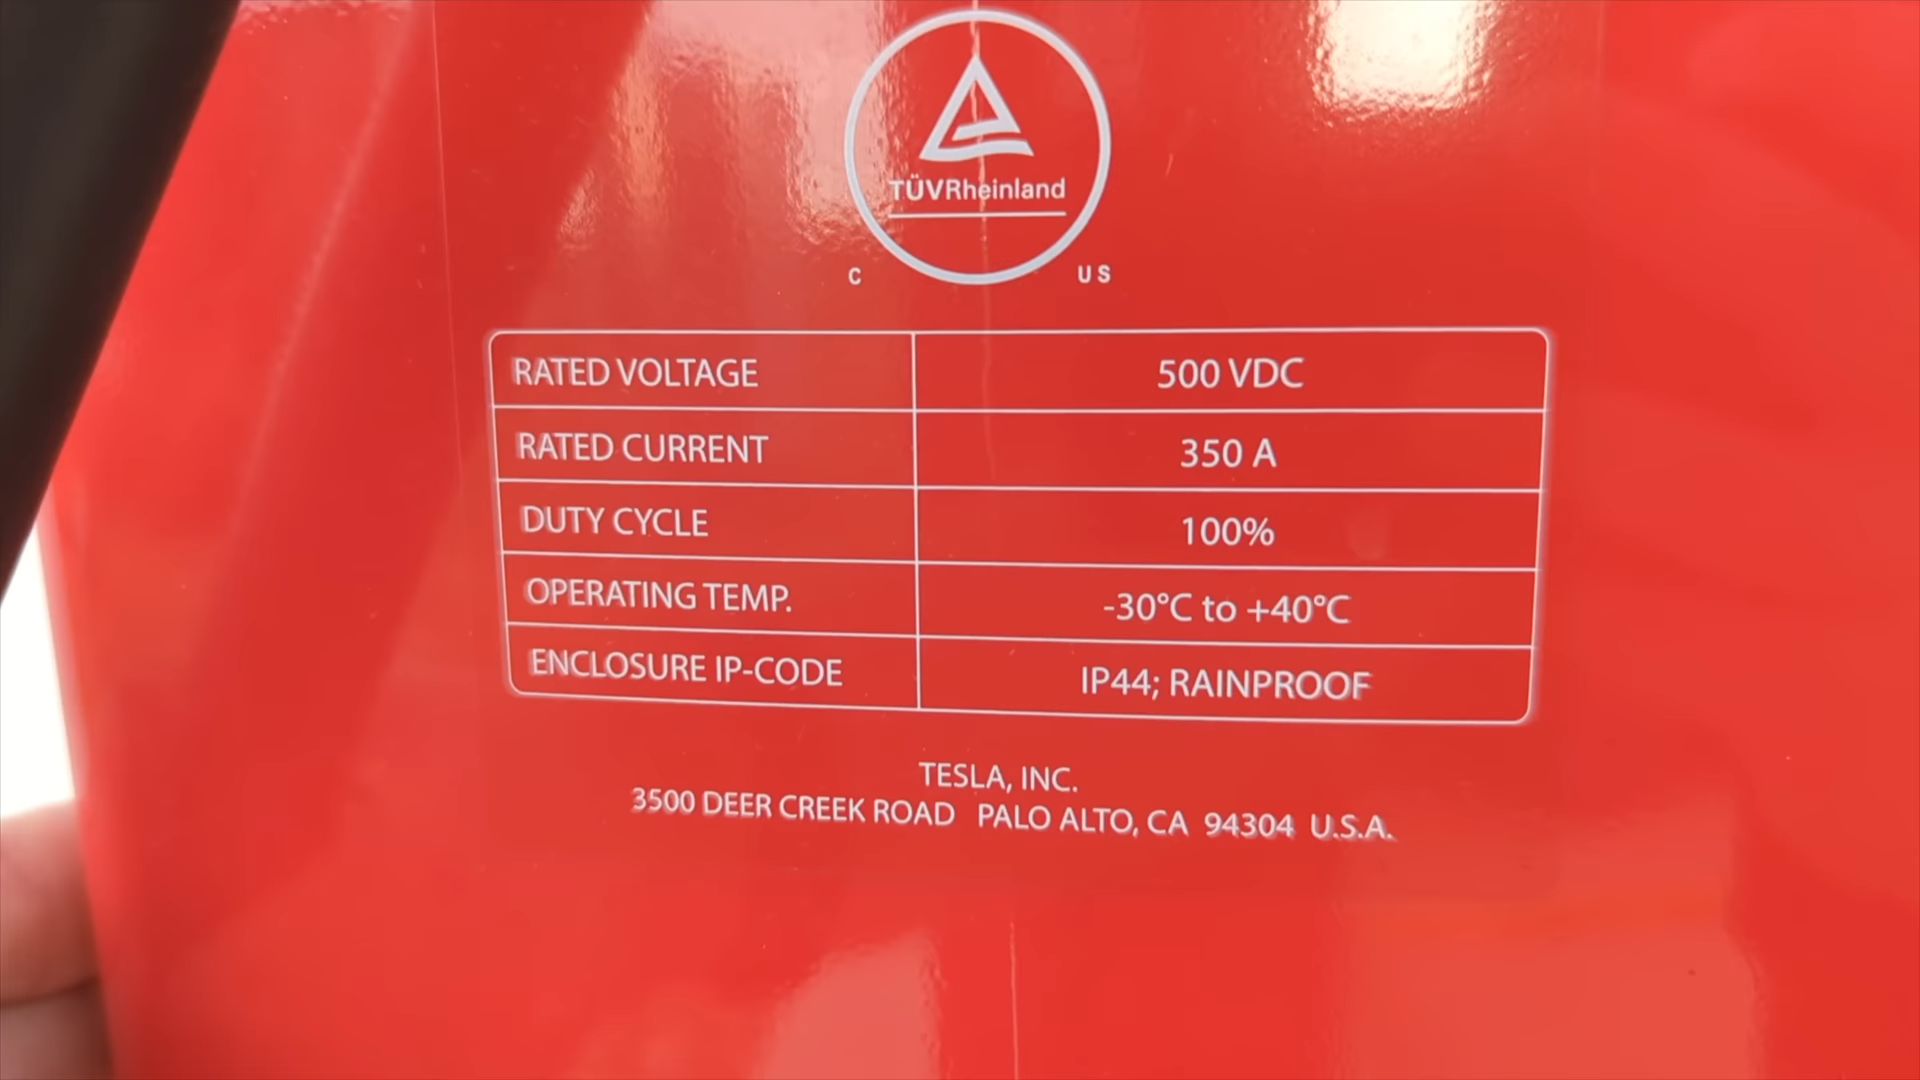 TÜVRheinland
C US
RATED VOLTAGE 500 VDC
RATED CURRENT 350 A
DUTY CYCLE 100%
OPERATING TEMP. -30°C to +40°C
ENCLOSURE IP-CODE IP44; RAINPROOF
TESLA, INC.
3500 DEER CREEK ROAD PALO ALTO, CA 94304 U.S.A.